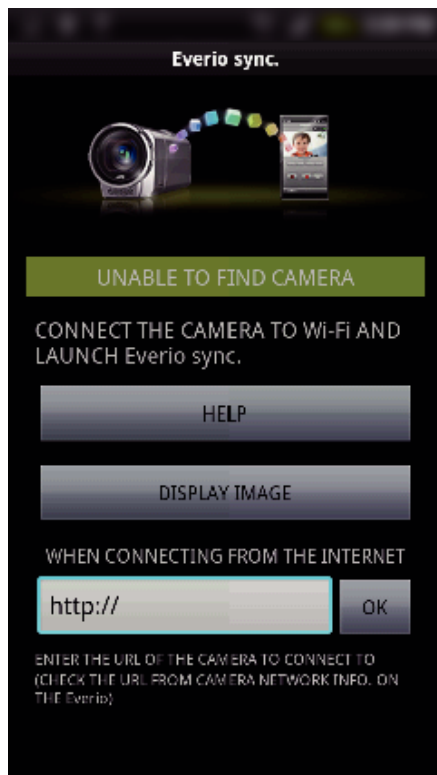 Everio sync.
UNABLE TO FIND CAMERA
CONNECT THE CAMERA TO Wi-Fi AND
LAUNCH Everio sync.
HELP
DISPLAY IMAGE
WHEN CONNECTING FROM THE INTERNET
http://
OK
ENTER THE URL OF THE CAMERA TO CONNECT TO
(CHECK THE URL FROM CAMERA NETWORK INFO. ON
THE Everio)